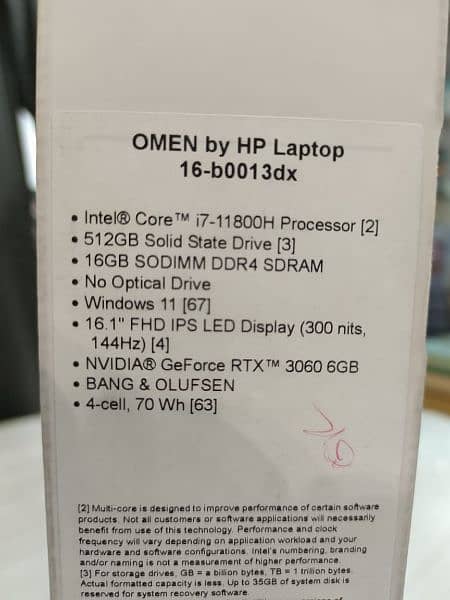 OMEN by HP Laptop
16-b0013dx
• Intel® Core™ i7-11800H Processor [2]
• 512GB Solid State Drive [3]
• 16GB SODIMM DDR4 SDRAM
• No Optical Drive
• Windows 11 [67]
• 16.1" FHD IPS LED Display (300 nits,
144Hz) [4]
• NVIDIA® GeForce RTX™ 3060 6GB
• BANG & OLUFSEN
• 4-cell, 70 Wh [63]
[2] Multi-core is designed to improve performance of certain software
products. Not all customers or software applications will necessarily
benefit from use of this technology. Performance and clock
frequency will vary depending on application workload and your
hardware and software configurations. Intel's numbering, branding
and/or naming is not a measurement of higher performance.
[3] For storage drives, GB = a billion bytes, TB = 1 trillion bytes.
Actual formatted capacity is less. Up to 35GB of system disk is
reserved for system recovery software.